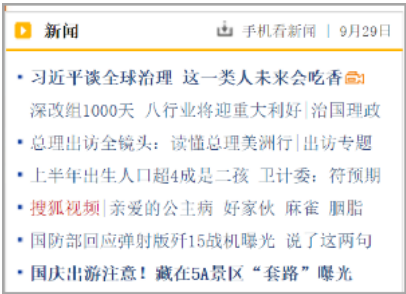 新闻 手机看新闻 | 9月29日
习近平谈全球治理 这一类人未来会吃香
深改组1000天 八行业将迎重大利好|治国理政
总理出访全镜头：读懂总理美洲行|出访专题
上半年出生人口超4成是二孩 卫计委：符预期
搜狐视频|亲爱的公主病 好家伙 麻雀 胭脂
国防部回应弹射版歼15战机曝光 说了这两句
国庆出游注意！藏在5A景区“套路”曝光